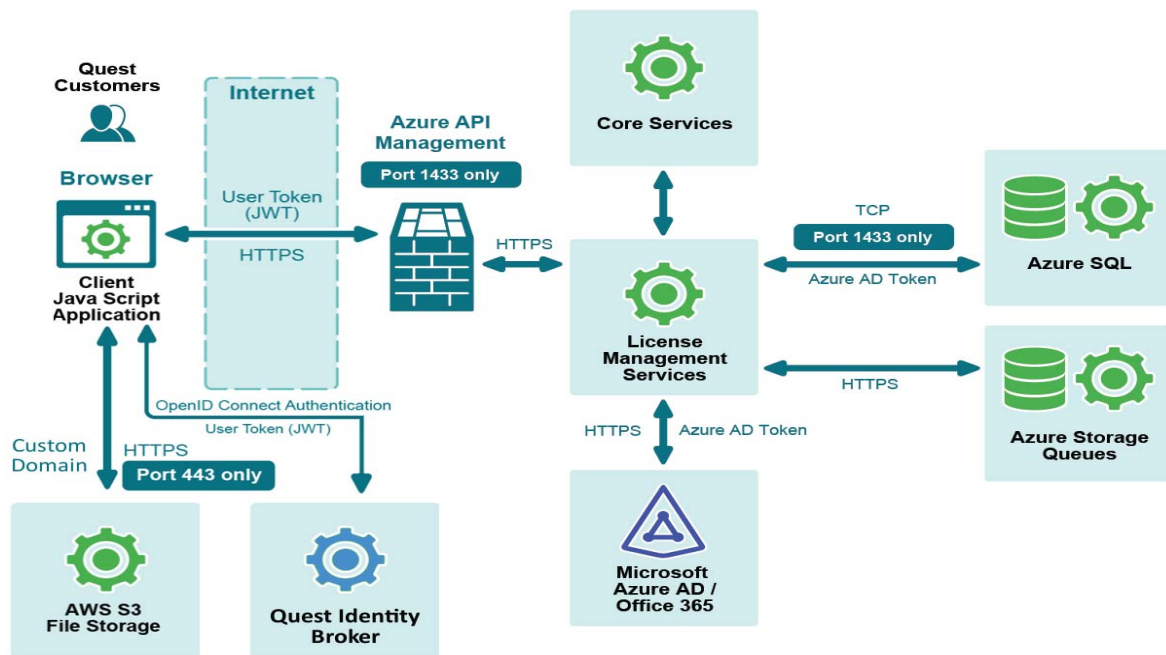 Quest
Customers
Browser
Client
Java Script
Application
Internet
User Token
(JWT)
HTTPS
Azure API
Management
Port 1433 only
HTTPS
Core Services
License
Management
Services
TCP
Port 1433 only
Azure AD Token
Azure SQL
HTTPS
Azure Storage
Queues
HTTPS
Azure AD Token
Microsoft
Azure AD /
Office 365
OpenID Connect Authentication
User Token (JWT)
Custom
Domain
HTTPS
Port 443 only
AWS S3
File Storage
Quest Identity
Broker